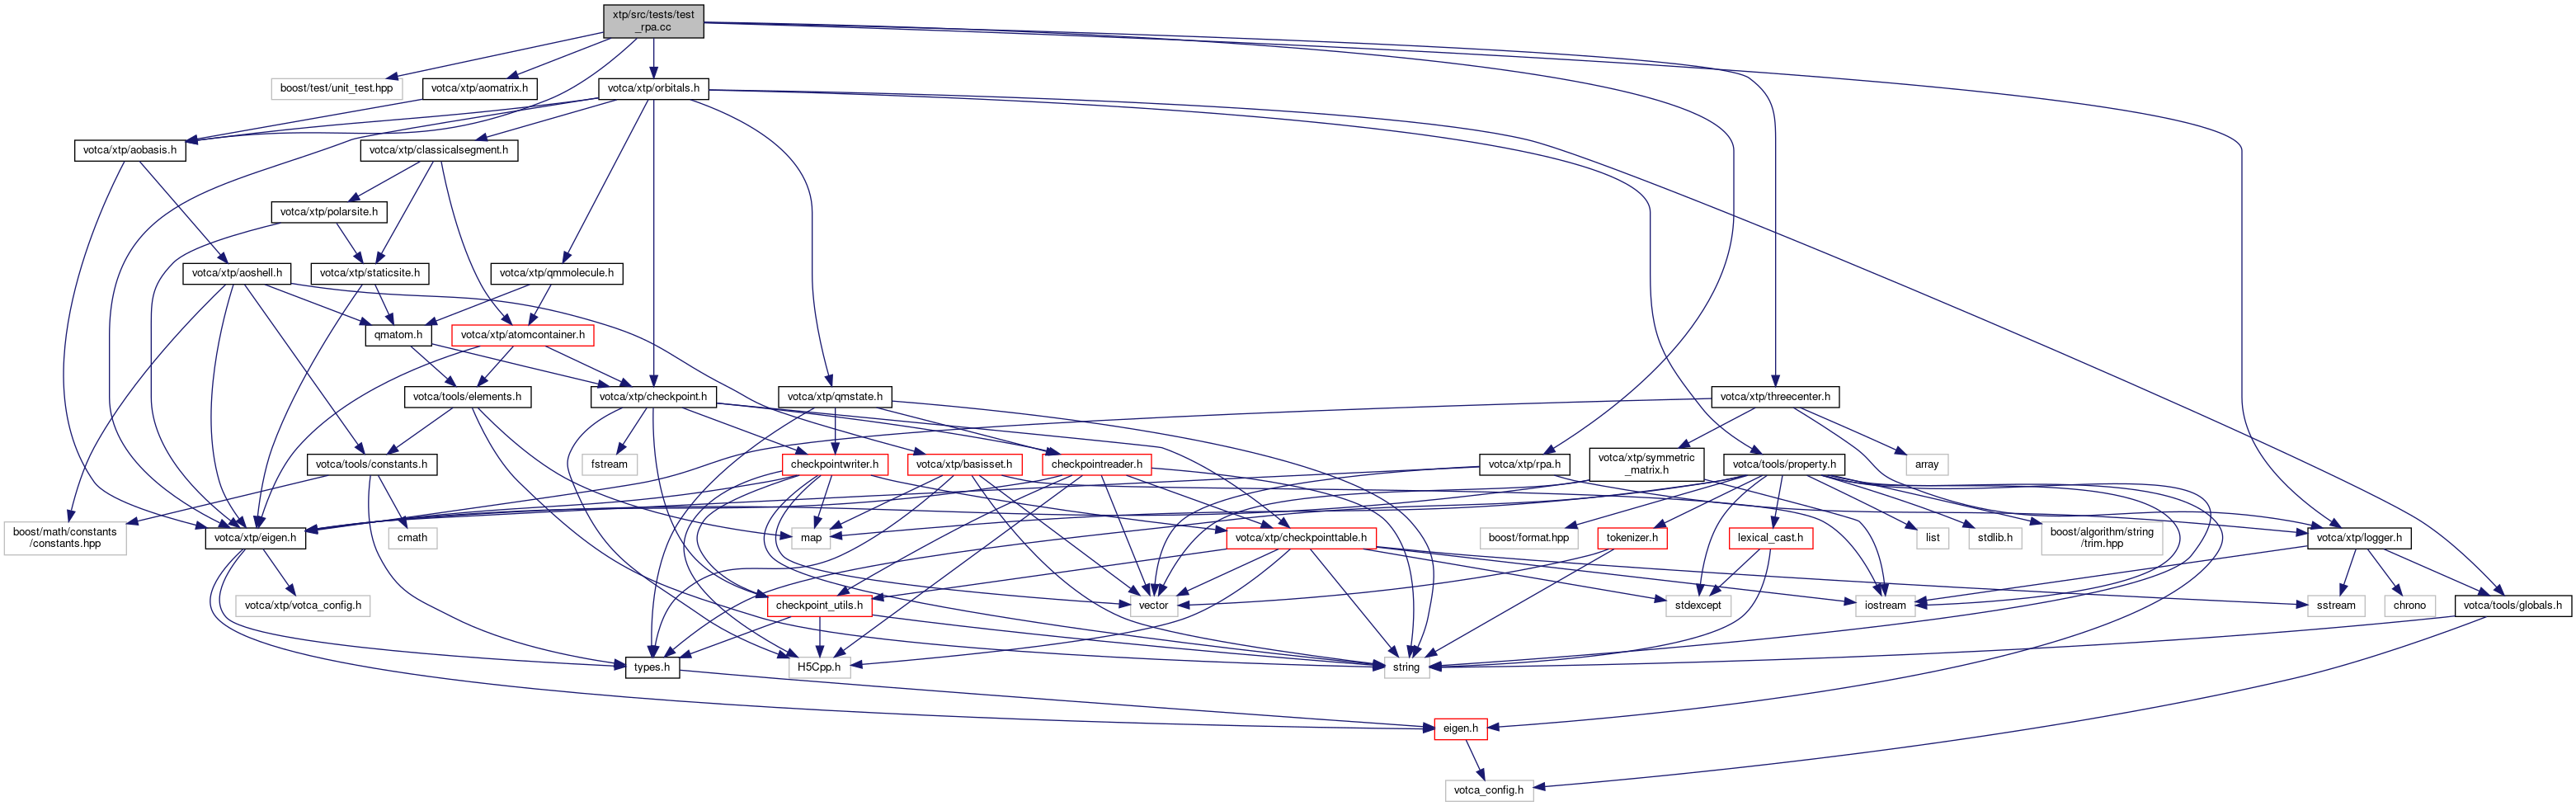 xtp/src/tests/test
_rpa.cc
boost/test/unit_test.hpp
votca/xtp/aomatrix.h
votca/xtp/orbitals.h
votca/xtp/aobasis.h
votca/xtp/classicalsegment.h
votca/xtp/polarsite.h
votca/xtp/aoshell.h
votca/xtp/staticsite.h
votca/xtp/qmmolecule.h
qmatom.h
votca/xtp/atomcontainer.h
votca/tools/elements.h
votca/xtp/checkpoint.h
votca/xtp/qmstate.h
votca/xtp/threecenter.h
votca/tools/constants.h
fstream
checkpointwriter.h
votca/xtp/basisset.h
checkpointreader.h
votca/xtp/rpa.h
votca/xtp/symmetric
_matrix.h
votca/tools/property.h
array
boost/math/constants
/constants.hpp
votca/xtp/eigen.h
cmath
map
votca/xtp/checkpointtable.h
boost/format.hpp
tokenizer.h
lexical_cast.h
list
stdlib.h
boost/algorithm/string
/trim.hpp
votca/xtp/logger.h
votca/xtp/votca_config.h
checkpoint_utils.h
vector
stdexcept
iostream
sstream
chrono
votca/tools/globals.h
types.h
H5Cpp.h
string
eigen.h
votca_config.h